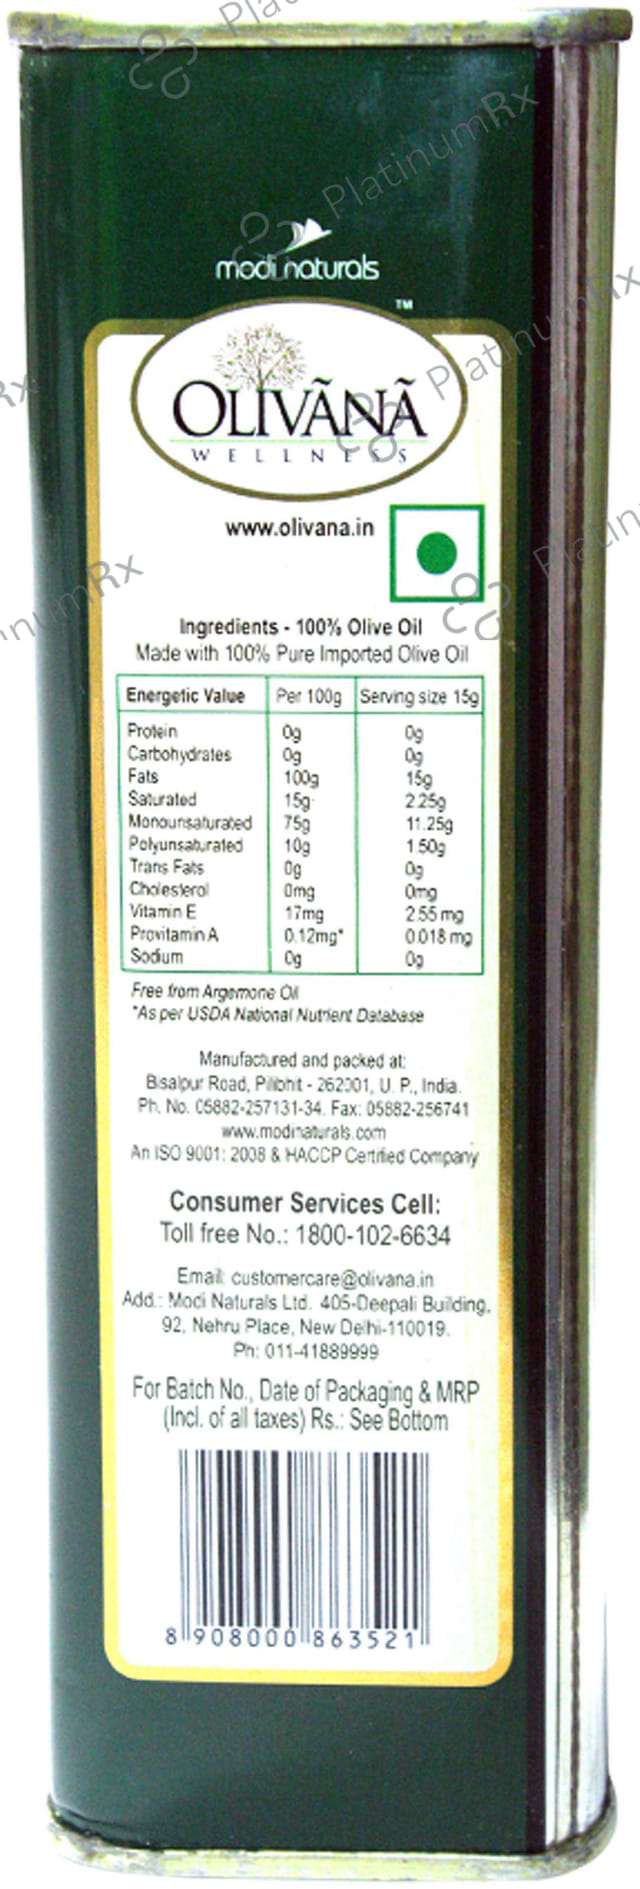 modi naturals
TM
OLIVÃNÃ
WELLNESS
www.olivana.in
Ingredients - 100% Olive Oil
Made with 100% Pure Imported Olive Oil
Energetic Value Per 100g Serving size 15g
Protein 0g 0g
Carbohydrates 0g 0g
Fats 100g 15g
Saturated 15g 2.25g
Monounsaturated 75g 11.25g
Polyunsaturated 10g 1.50g
Trans Fats 0g 0g
Cholesterol 0mg 0mg
Vitamin E 17mg 2.55 mg
Provitamin A 0.12mg* 0.018 mg
Sodium 0g 0g
Free from Argemone Oil
*As per USDA National Nutrient Database
Manufactured and packed at:
Bisalpur Road, Pilibhit - 262001, U. P., India.
Ph. No. 05882-257131-34. Fax: 05882-256741
www.modinaturals.com
An ISO 9001: 2008 & HACCP Certified Company
Consumer Services Cell:
Toll free No.: 1800-102-6634
Email: customercare@olivana.in
Add.: Modi Naturals Ltd. 405-Deepali Building,
92, Nehru Place, New Delhi-110019.
Ph: 011-41889999
For Batch No., Date of Packaging & MRP
(Incl. of all taxes) Rs.: See Bottom
8 908000 863521
PlatinumRx